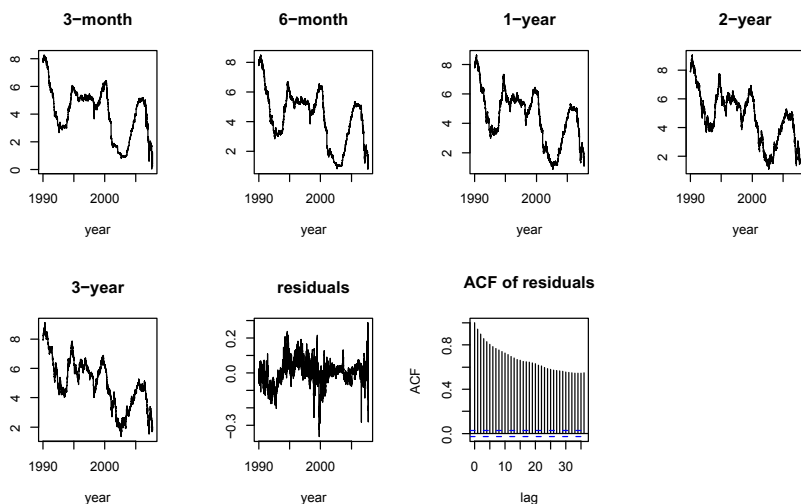 3−month
8
6
4
2
0
1990
2000
year
6−month
8
6
4
2
1990
2000
year
1−year
8
6
4
2
1990
2000
year
2−year
8
6
4
2
1990
2000
year
3−year
8
6
4
2
1990
2000
year
residuals
0.2
0.0
−0.3
1990
2000
year
ACF of residuals
ACF
0.8
0.4
0.0
0
10
20
30
lag